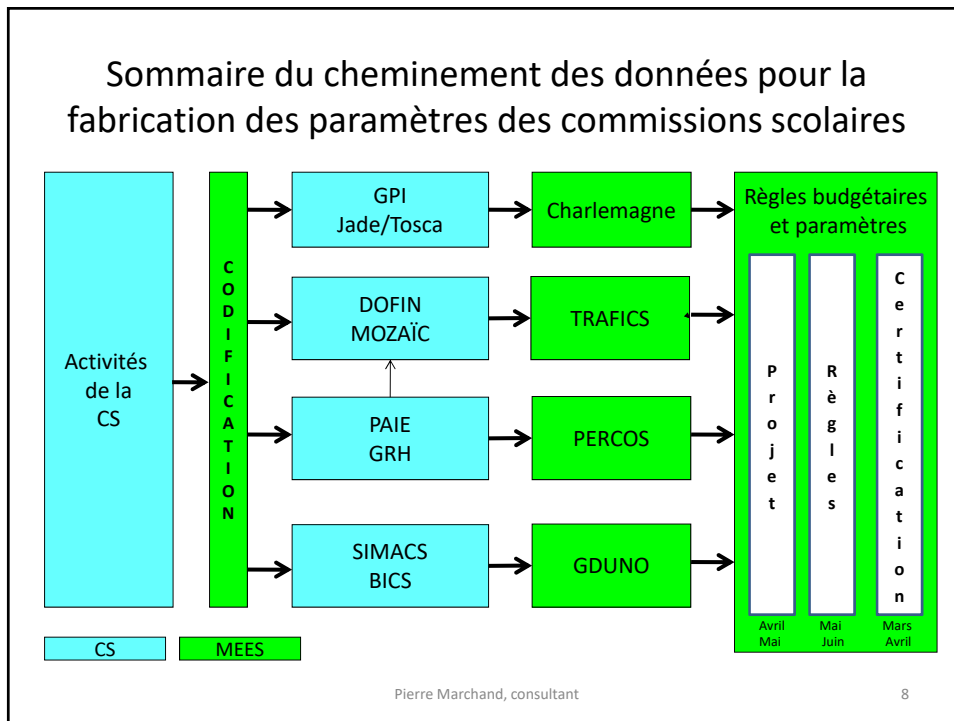 Sommaire du cheminement des données pour la
fabrication des paramètres des commissions scolaires
Activités
de la
CS
CODIFICATION
GPI
Jade/Tosca
Charlemagne
DOFIN
MOZAÏC
TRAFICS
PAIE
GRH
PERCOS
SIMACS
BICS
GDUNO
Règles budgétaires
et paramètres
Projet
Règles
Certification
Avril
Mai
Mai
Juin
Mars
Avril
CS
MEES
Pierre Marchand, consultant
8